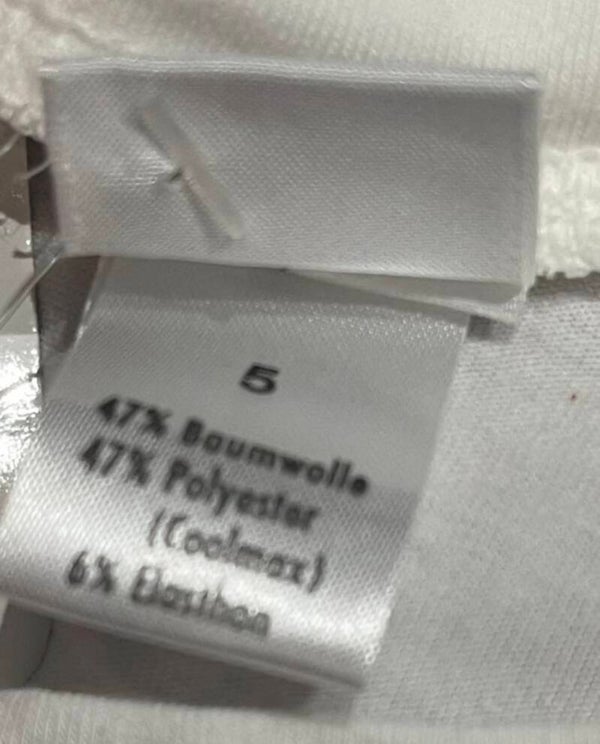 5
47% Baumwolle
47% Polyester
(Coolmax)
6% Elasthan